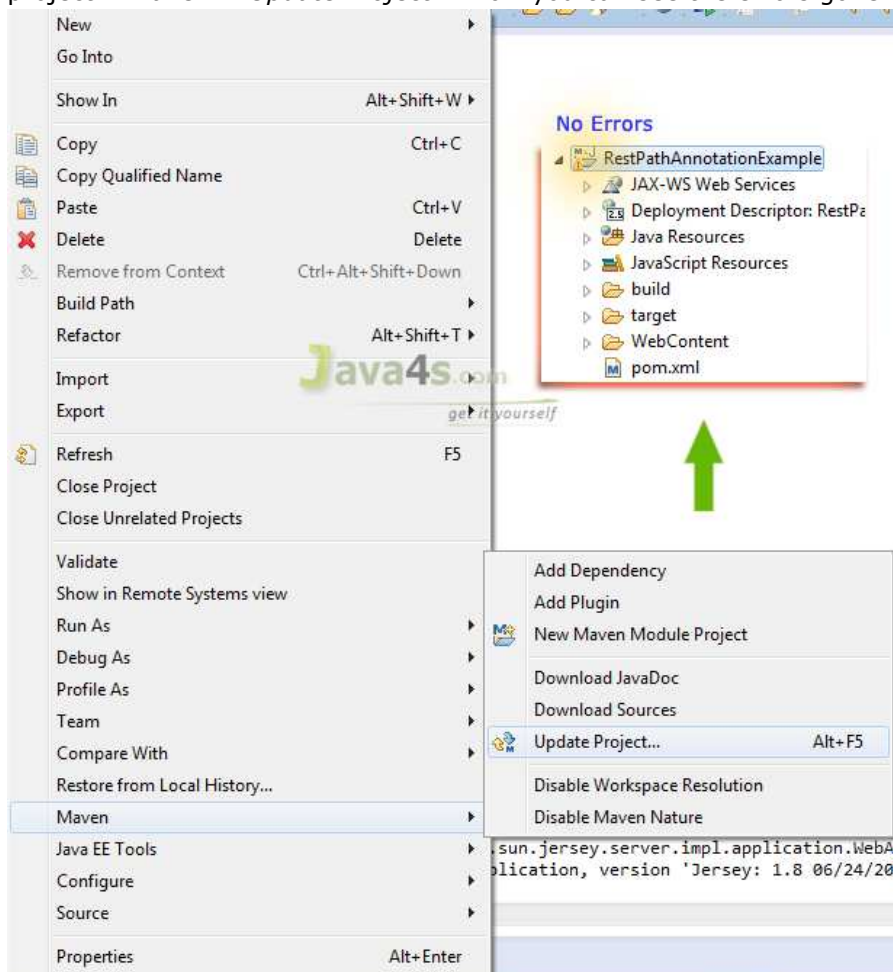 New
Go Into
Show In Alt+Shift+W
Copy Ctrl+C
Copy Qualified Name
Paste Ctrl+V
Delete Delete
Remove from Context Ctrl+Alt+Shift+Down
Build Path
Refactor Alt+Shift+T
Import
Export
Refresh F5
Close Project
Close Unrelated Projects
Validate
Show in Remote Systems view
Run As
Debug As
Profile As
Team
Compare With
Restore from Local History...
Maven
Java EE Tools
Configure
Source
Properties Alt+Enter
Java4s.com
get it yourself
No Errors
RestPathAnnotationExample
JAX-WS Web Services
Deployment Descriptor: RestPa
Java Resources
JavaScript Resources
build
target
WebContent
pom.xml
Add Dependency
Add Plugin
New Maven Module Project
Download JavaDoc
Download Sources
Update Project... Alt+F5
Disable Workspace Resolution
Disable Maven Nature
.sun.jersey.server.impl.application.WebA
lication, version 'Jersey: 1.8 06/24/20